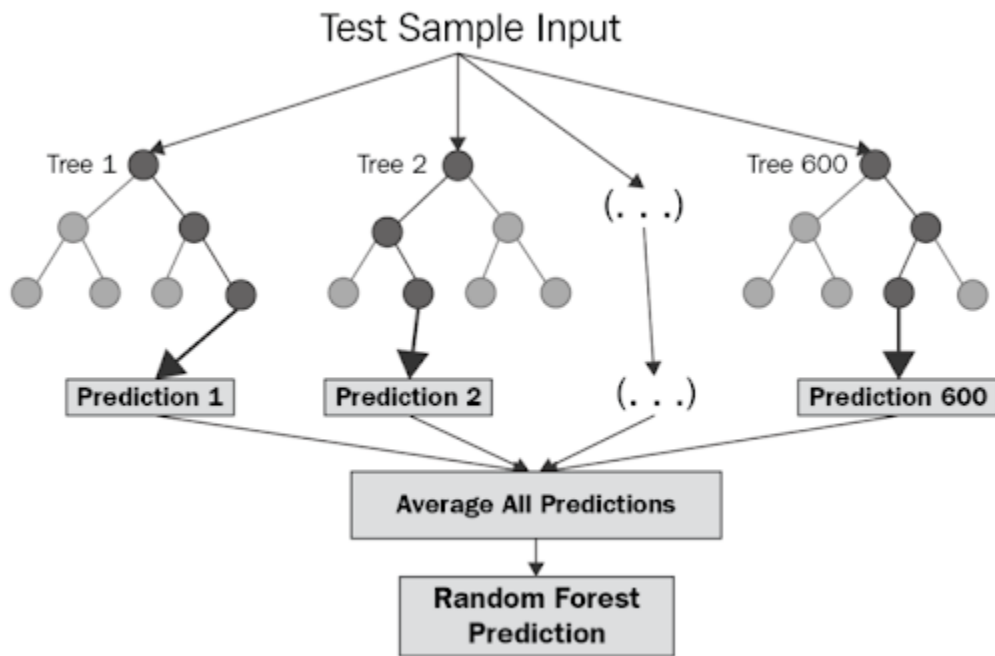 Test Sample Input
Tree 1
Tree 2
Tree 600
(. . .)
Prediction 1
Prediction 2
(. . .)
Prediction 600
Average All Predictions
Random Forest
Prediction